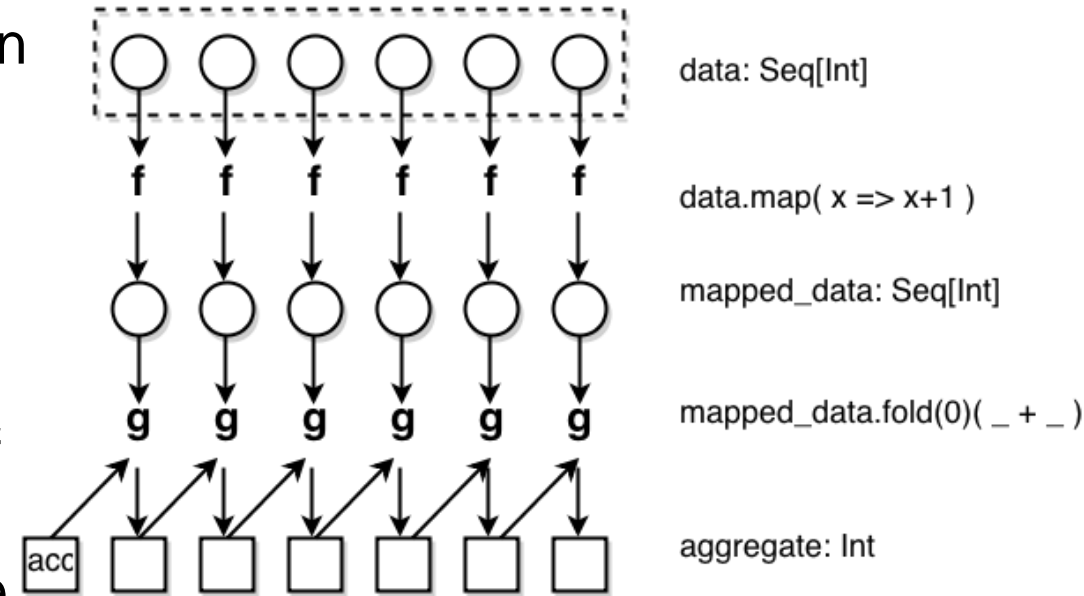 n
data: Seq[Int]
f f f f f f
data.map( x => x+1 )
mapped_data: Seq[Int]
g g g g g g
mapped_data.fold(0)( _ + _ )
acc
aggregate: Int